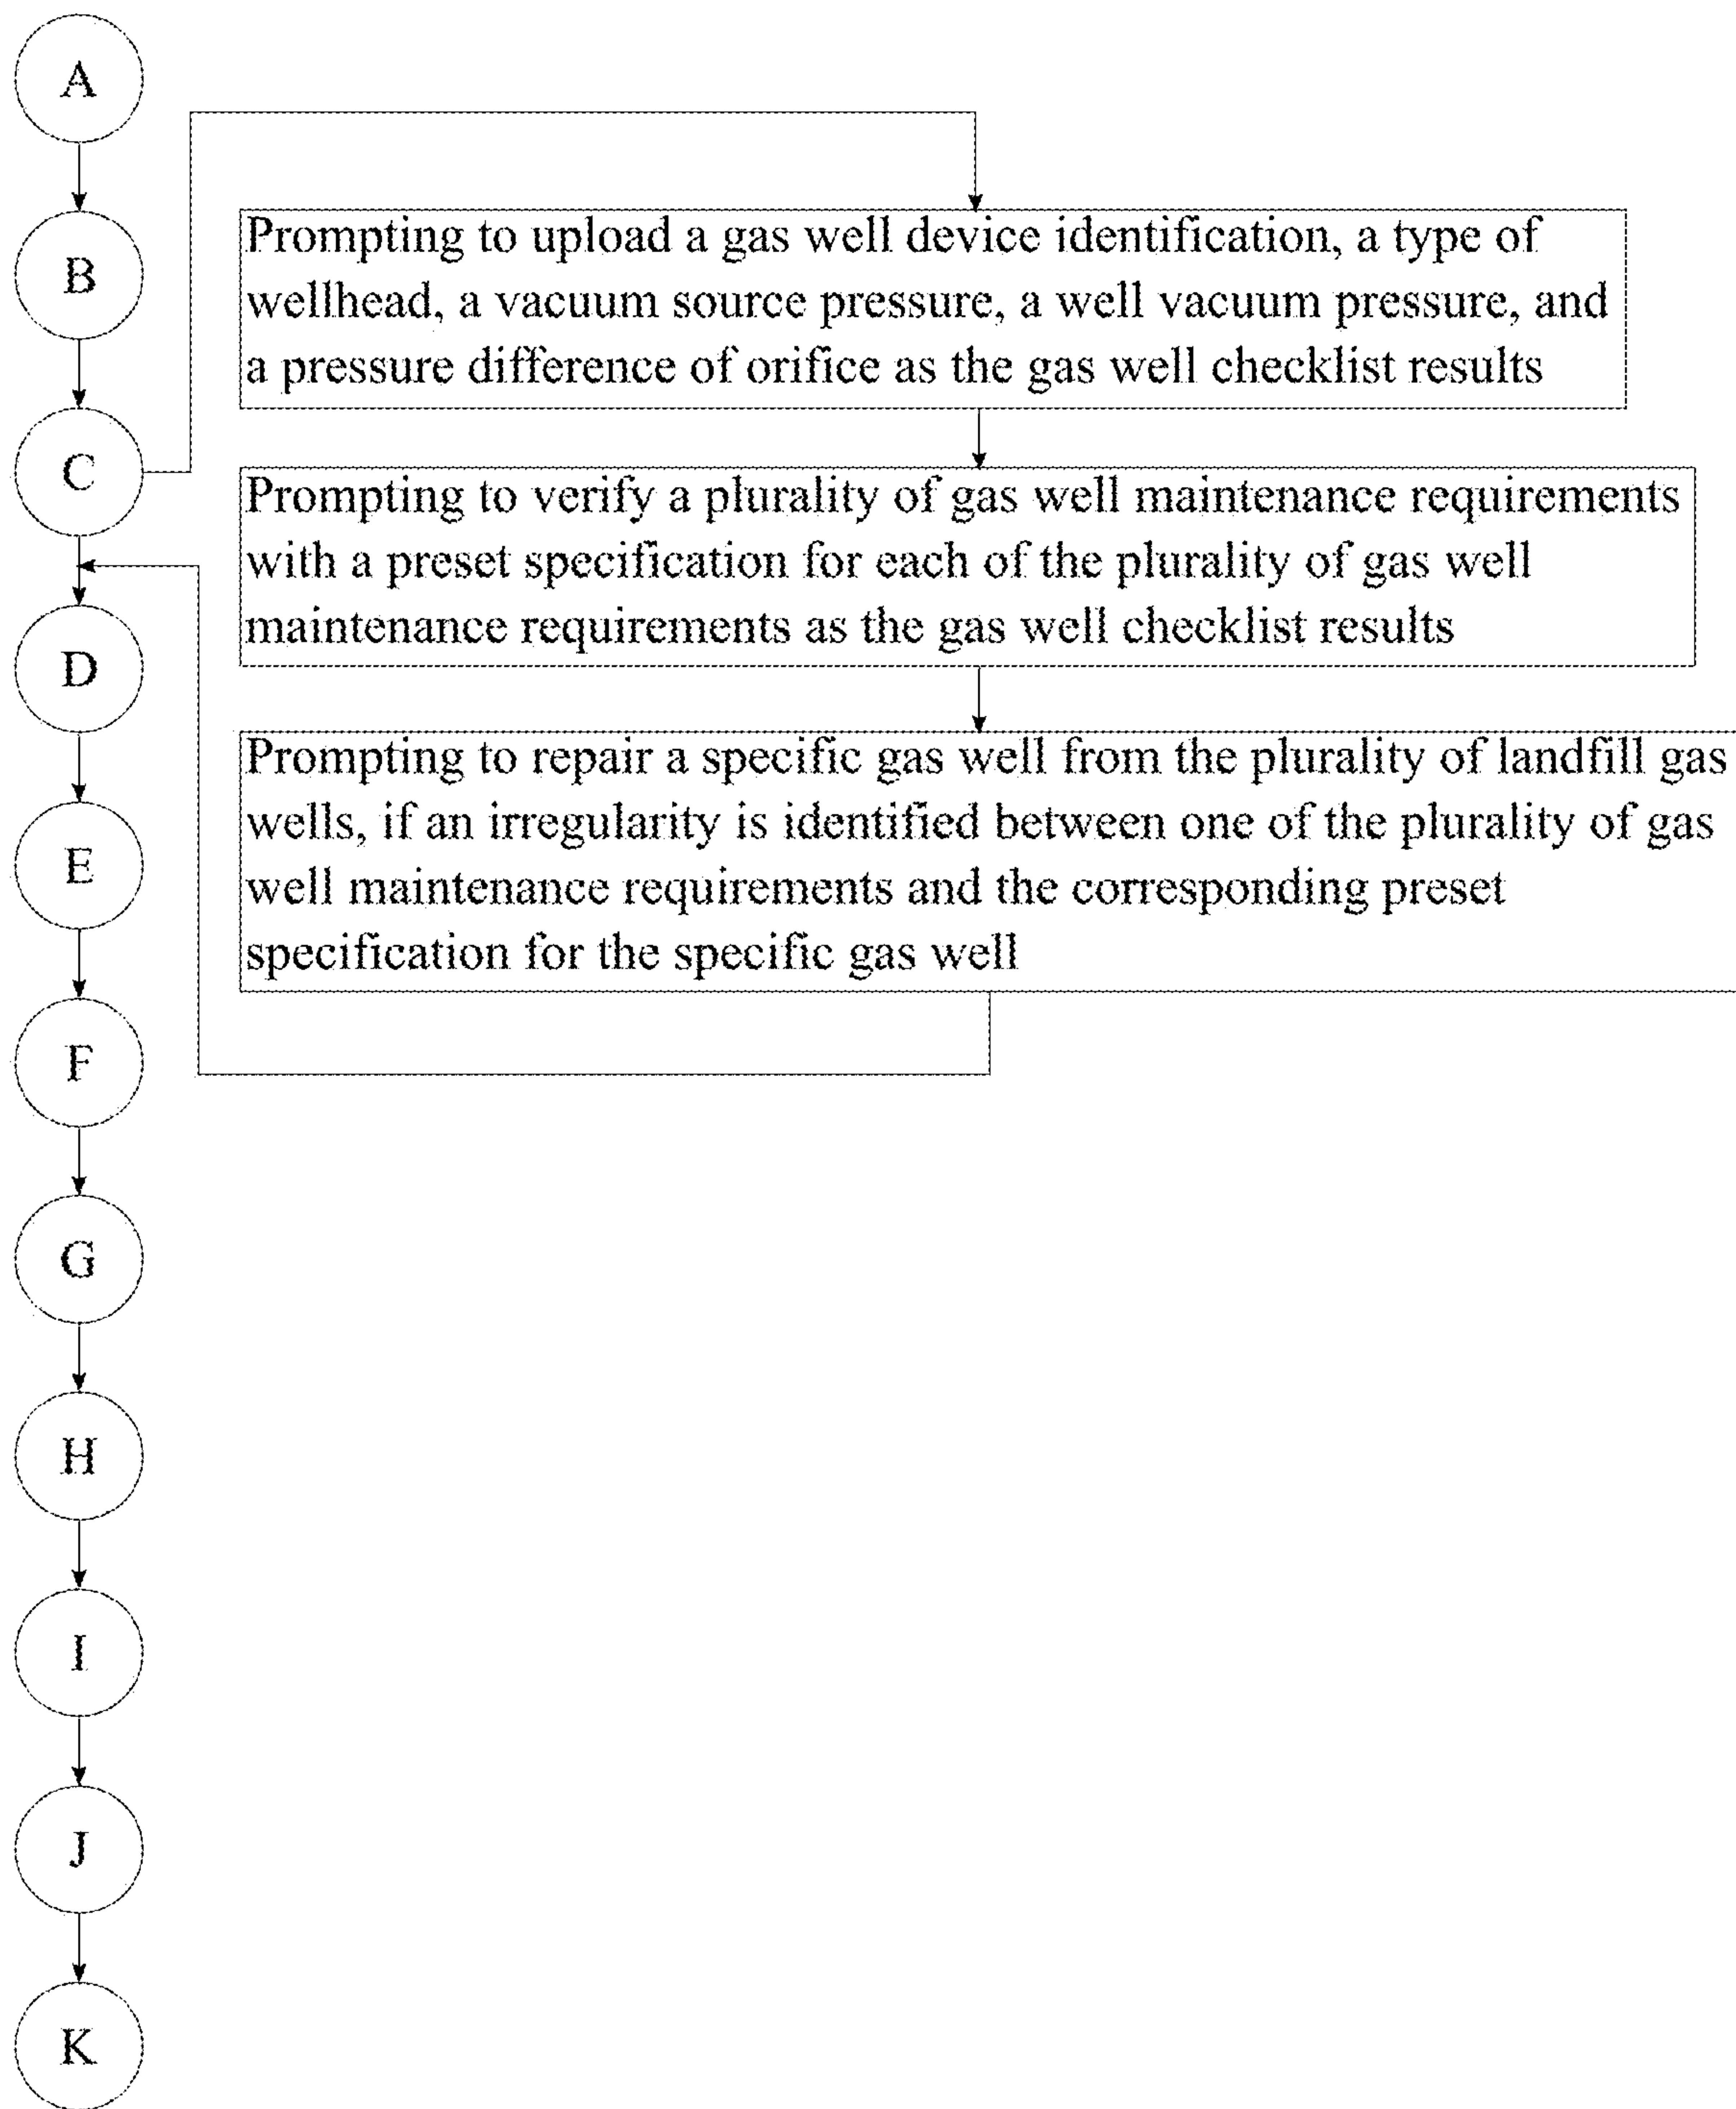 A
B
C
D
E
F
G
H
I
J
K
Prompting to upload a gas well device identification, a type of
wellhead, a vacuum source pressure, a well vacuum pressure, and
a pressure difference of orifice as the gas well checklist results
Prompting to verify a plurality of gas well maintenance requirements
with a preset specification for each of the plurality of gas well
maintenance requirements as the gas well checklist results
Prompting to repair a specific gas well from the plurality of landfill gas
wells, if an irregularity is identified between one of the plurality of gas
well maintenance requirements and the corresponding preset
specification for the specific gas well